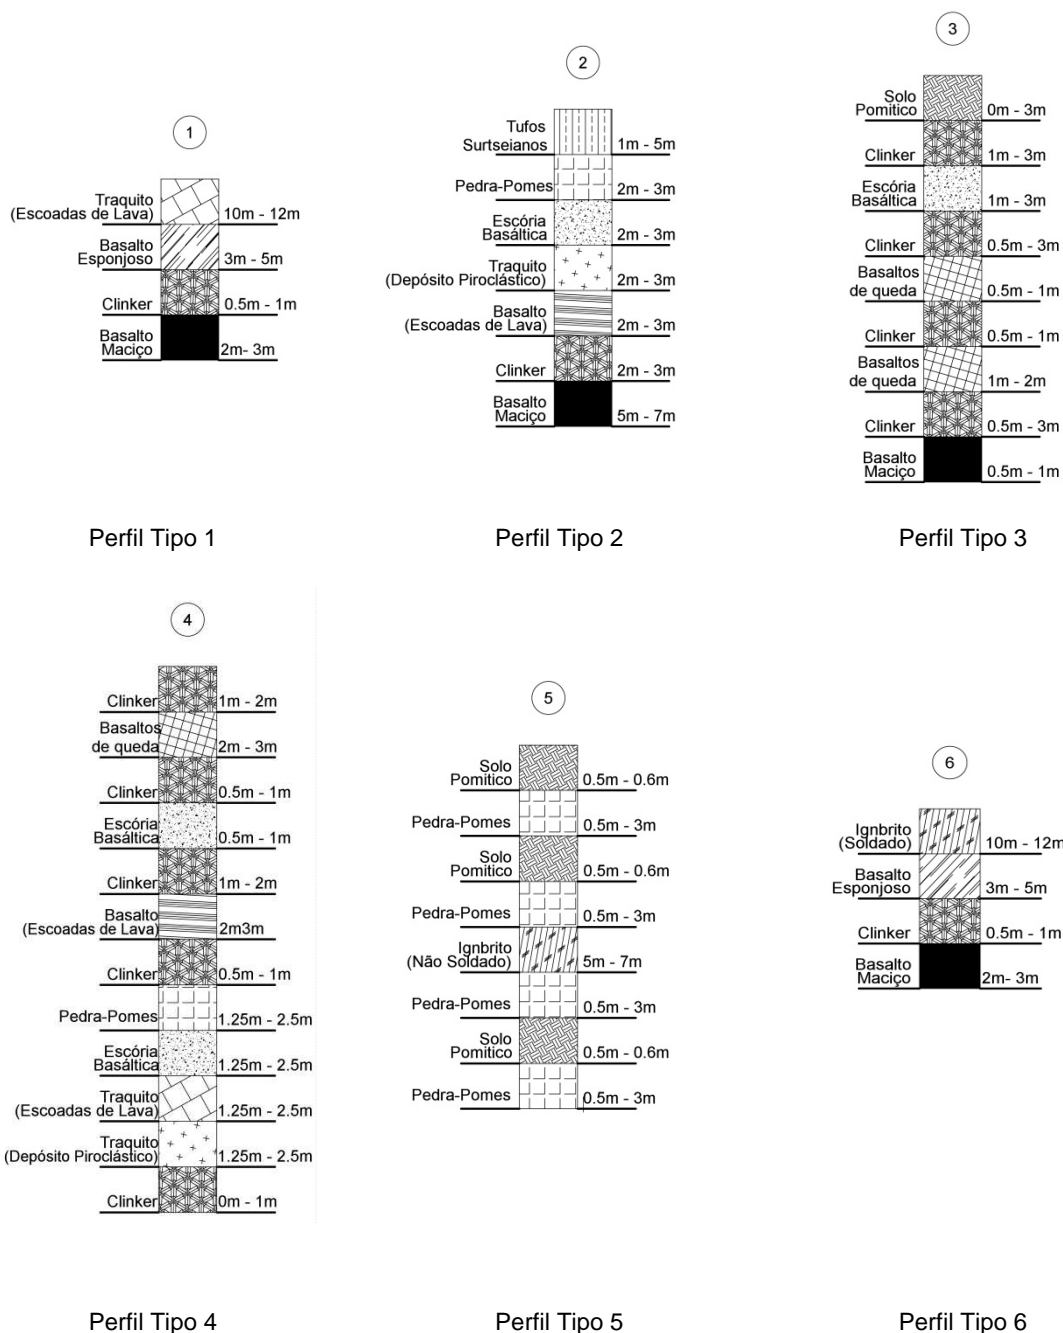 1
Traquito
(Escoadas de Lava)
10m - 12m
Basalto
Esponjoso
3m - 5m
Clinker
0.5m - 1m
Basalto
Maciço
2m- 3m
Perfil Tipo 1
2
Tufos
Surtseianos
1m - 5m
Pedra-Pomes
2m - 3m
Escória
Basáltica
2m - 3m
Traquito
(Depósito Piroclástico)
2m - 3m
Basalto
(Escoadas de Lava)
2m - 3m
Clinker
2m - 3m
Basalto
Maciço
5m - 7m
Perfil Tipo 2
3
Solo
Pomitico
0m - 3m
Clinker
1m - 3m
Escória
Basáltica
1m - 3m
Clinker
0.5m - 3m
Basaltos
de queda
0.5m - 1m
Clinker
0.5m - 1m
Basaltos
de queda
1m - 2m
Clinker
0.5m - 3m
Basalto
Maciço
0.5m - 1m
Perfil Tipo 3
4
Clinker
1m - 2m
Basaltos
de queda
2m - 3m
Clinker
0.5m - 1m
Escória
Basáltica
0.5m - 1m
Clinker
1m - 2m
Basalto
(Escoadas de Lava)
2m3m
Clinker
0.5m - 1m
Pedra-Pomes
1.25m - 2.5m
Escória
Basáltica
1.25m - 2.5m
Traquito
(Escoadas de Lava)
1.25m - 2.5m
Traquito
(Depósito Piroclástico)
1.25m - 2.5m
Clinker
0m - 1m
Perfil Tipo 4
5
Solo
Pomitico
0.5m - 0.6m
Pedra-Pomes
0.5m - 3m
Solo
Pomitico
0.5m - 0.6m
Pedra-Pomes
0.5m - 3m
Ignbrito
(Não Soldado)
5m - 7m
Pedra-Pomes
0.5m - 3m
Solo
Pomitico
0.5m - 0.6m
Pedra-Pomes
0.5m - 3m
Perfil Tipo 5
6
Ignbrito
(Soldado)
10m - 12m
Basalto
Esponjoso
3m - 5m
Clinker
0.5m - 1m
Basalto
Maciço
2m- 3m
Perfil Tipo 6